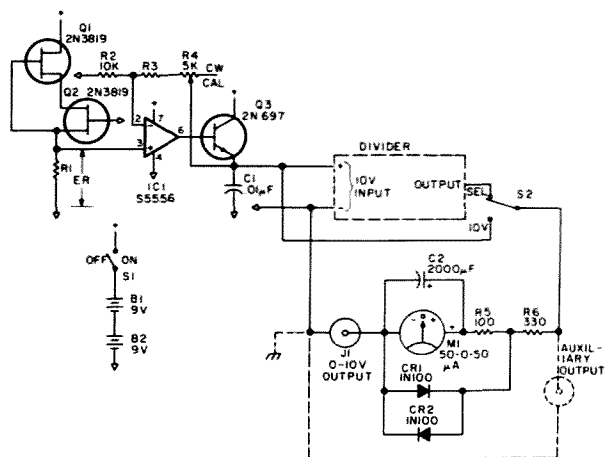 Q1
2N3819
R2
10K
R3
R4
5K
CW
CAL
Q2 2N3819
Q3
2N697
2
7
6
3
4
-
+
IC1
S5556
R1
ER
C1
.01µF
DIVIDER
+
10V
INPUT
-
OUTPUT
SEL
S2
10V
+
OFF
ON
S1
B1
9V
B2
9V
C2
2000µF
+
R5
100
R6
330
- 0 +
+
M1
50-0-50
µA
J1
0-10V
OUTPUT
CR1
1N100
CR2
1N100
AUXIL-
IARY
OUTPUT